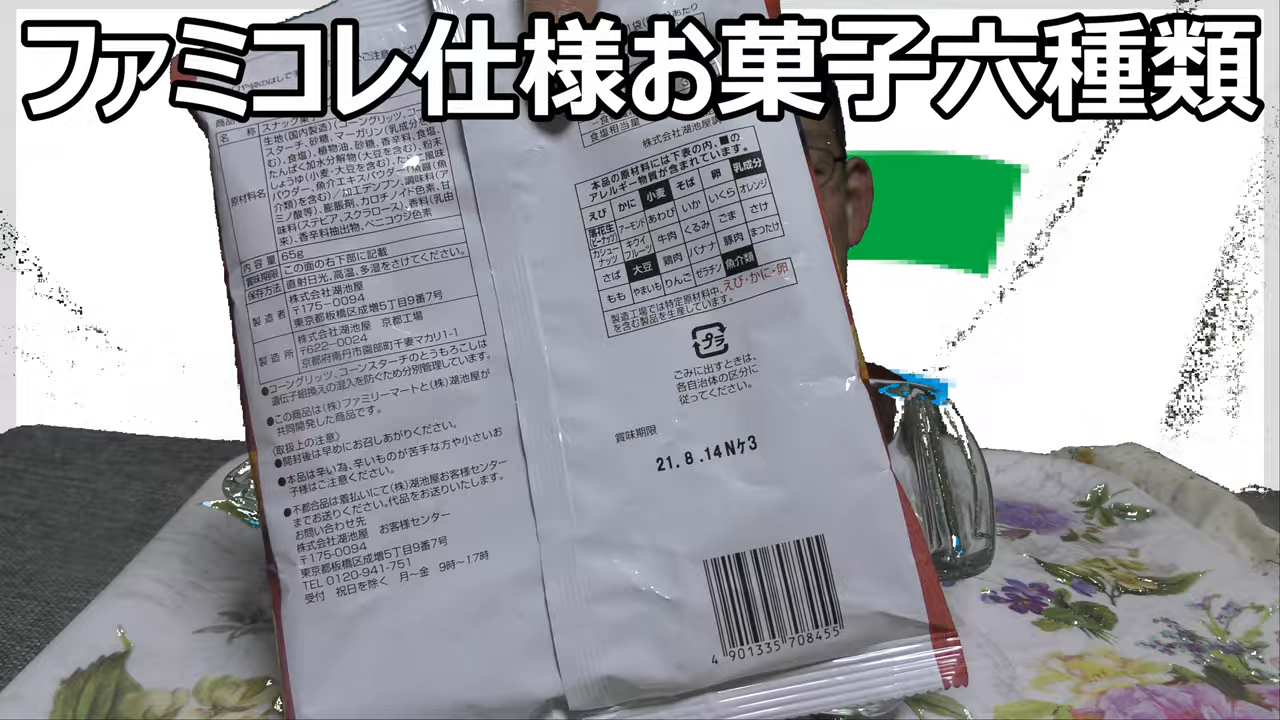 ファミコレ仕様お菓子六種類
名 称 スナック菓子
原材料名
生地(国内製造)(コーングリッツ、コーン
スターチ、砂糖、マーガリン(乳成分を含
む)、食塩)、植物油、砂糖、香辛料、食塩、
たんぱく加水分解物(大豆を含む)、粉末
しょうゆ(小麦・大豆を含む)、たまご風味
パウダー、魚介エキスパウダー(魚醤(魚
介類)を含む)/加工デンプン、調味料(ア
ミノ酸等)、膨脹剤、カロチノイド色素、甘
味料(ステビア、スクラロース)、香料(乳由
来)、香辛料抽出物、ベニコウジ色素
内容量 65g
賞味期限 この面の右下部に記載
保存方法 直射日光、高温、多湿をさけてください。
製造者 株式会社湖池屋
〒175-0094
東京都板橋区成増5丁目9番7号
製造所 株式会社湖池屋 京都工場
〒622-0024
京都府南丹市園部町千妻マカリ1-1
●コーングリッツ、コーンスターチのとうもろこしは
遺伝子組換えの混入を防ぐため分別管理しています。
●この商品は(株)ファミリーマートと(株)湖池屋が
共同開発した商品です。
〈取扱上の注意〉
●開封後は早めにお召しあがりください。
●本品は辛い為、辛いものが苦手な方や小さいお
子様はご注意ください。
●不都合品は着払いにて(株)湖池屋お客様センター
までお送りください。代品をお送りいたします。
お問い合わせ先
株式会社湖池屋 お客様センター
〒175-0094
東京都板橋区成増5丁目9番7号
TEL 0120-941-751
受付 祝日を除く 月〜金 9時〜17時
食塩相当量
株式会社湖池屋
本品の原材料には下表の内、■の
アレルギー物質が含まれています。
えび かに 小麦 そば 卵 乳成分
落花生(ピーナッツ) アーモンド あわび いか いくら オレンジ
カシューナッツ キウイフルーツ 牛肉 くるみ ごま さけ
さば 大豆 鶏肉 バナナ 豚肉 まつたけ
もも やまいも りんご ゼラチン 魚介類
製造工場では特定原材料中、えび・かに・卵
を含む製品を生産しています。
プラ
ごみに出すときは、
各自治体の区分に
従ってください。
賞味期限
21.8.14Nケ3
4 901335 708455